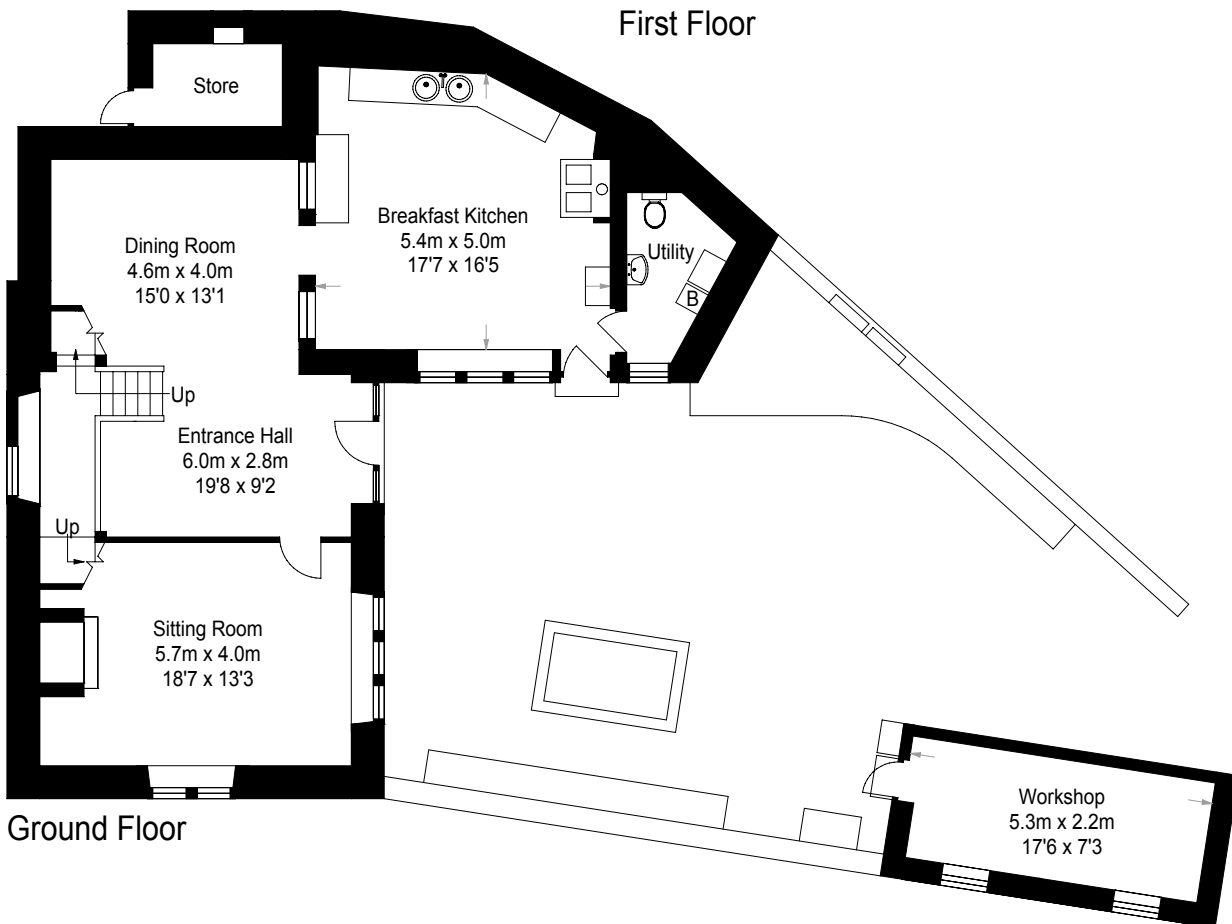 First Floor
Store
Breakfast Kitchen
5.4m x 5.0m
17'7 x 16'5
Utility
B
Dining Room
4.6m x 4.0m
15'0 x 13'1
Up
Entrance Hall
6.0m x 2.8m
19'8 x 9'2
Up
Sitting Room
5.7m x 4.0m
18'7 x 13'3
Workshop
5.3m x 2.2m
17'6 x 7'3
Ground Floor